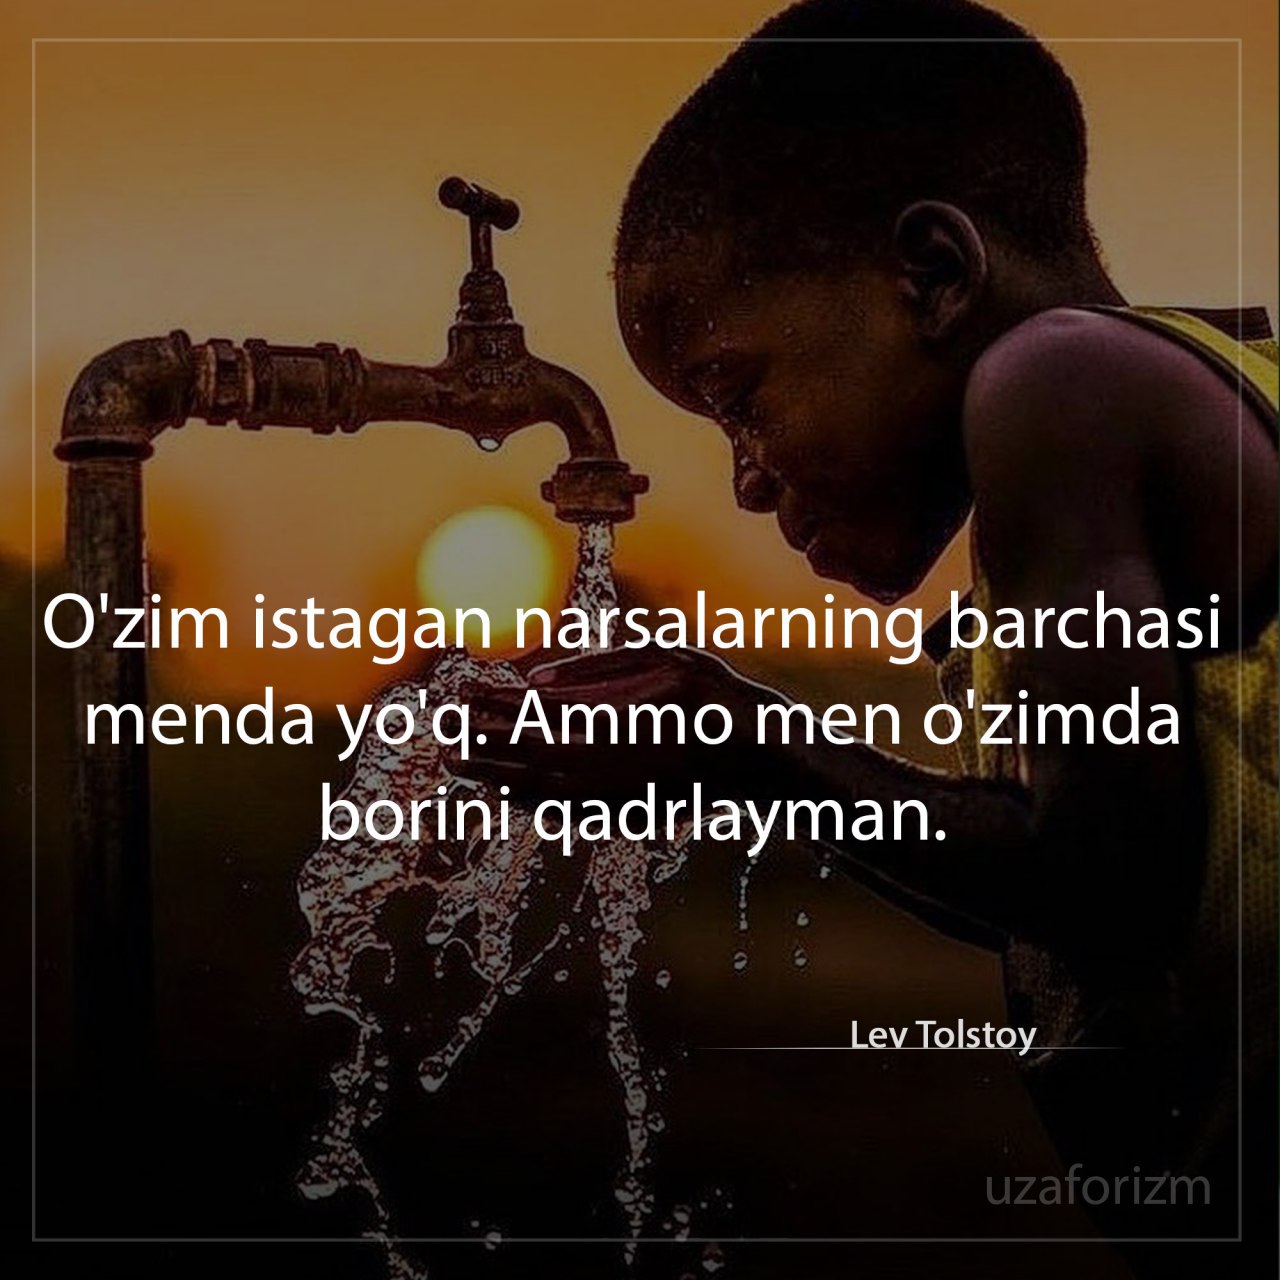 O'zim istagan narsalarning barchasi
menda yo'q. Ammo men o'zimda
borini qadrlayman.
Lev Tolstoy
uzaforizm